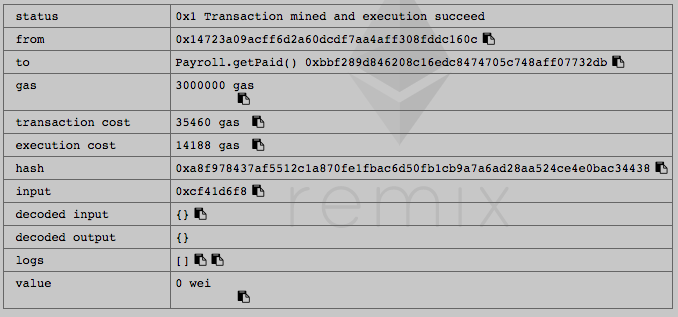 status 0x1 Transaction mined and execution succeed
from 0x14723a09acff6d2a60dcdf7aa4aff308fddc160c
to Payroll.getPaid() 0xbbf289d846208c16edc8474705c748aff07732db
gas 3000000 gas
transaction cost 35460 gas
execution cost 14188 gas
hash 0xa8f978437af5512c1a870fe1fbac6d50fb1cb9a7a6ad28aa524ce4e0bac34438
input 0xcf41d6f8
remix
decoded input {}
decoded output {}
logs []
value 0 wei